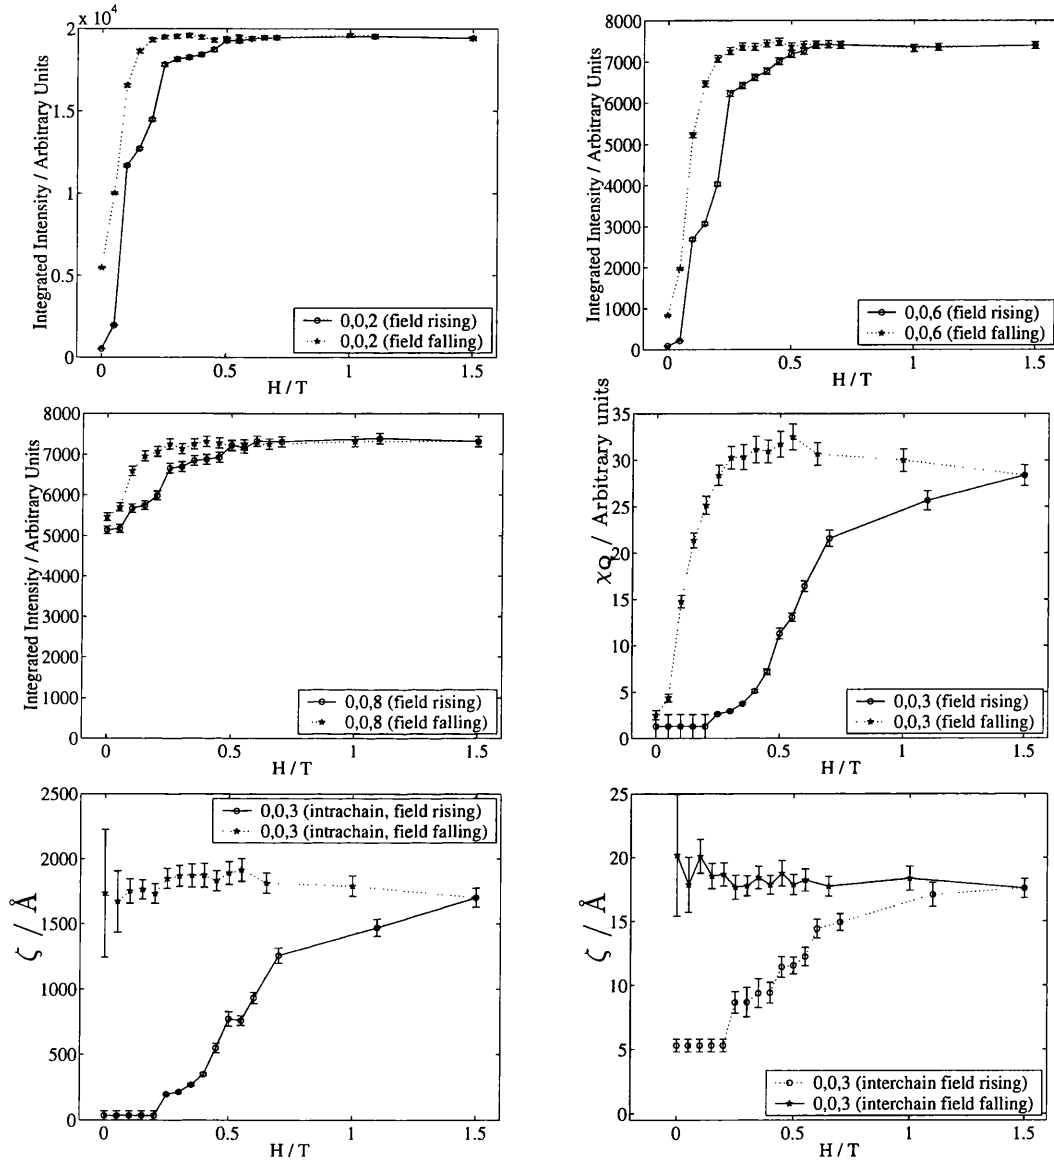 x 10^4
2
1.5
1
0.5
0
Integrated Intensity / Arbitrary Units
0 0.5 1 1.5
H / T
0,0,2 (field rising)
0,0,2 (field falling)
8000
7000
6000
7000
4000
3000
2000
1000
0
Integrated Intensity / Arbitrary Units
0 0.5 1 1.5
H / T
0,0,6 (field rising)
0,0,6 (field falling)
8000
7000
6000
5000
4000
7000
3000
2000
1000
0
Integrated Intensity / Arbitrary Units
0 0.5 1 1.5
H / T
0,0,8 (field rising)
0,0,8 (field falling)
35
30
25
20
15
10
5
0
χQ / Arbitrary units
0 0.5 1 1.5
H / T
0,0,3 (field rising)
0,0,3 (field falling)
2500
2000
1500
1000
500
0
ζ / Å
0 0.5 1 1.5
H / T
0,0,3 (intrachain, field rising)
0,0,3 (intrachain, field falling)
25
20
15
10
5
0
ζ / Å
0 0.5 1 1.5
H / T
0,0,3 (interchain field rising)
0,0,3 (interchain field falling)